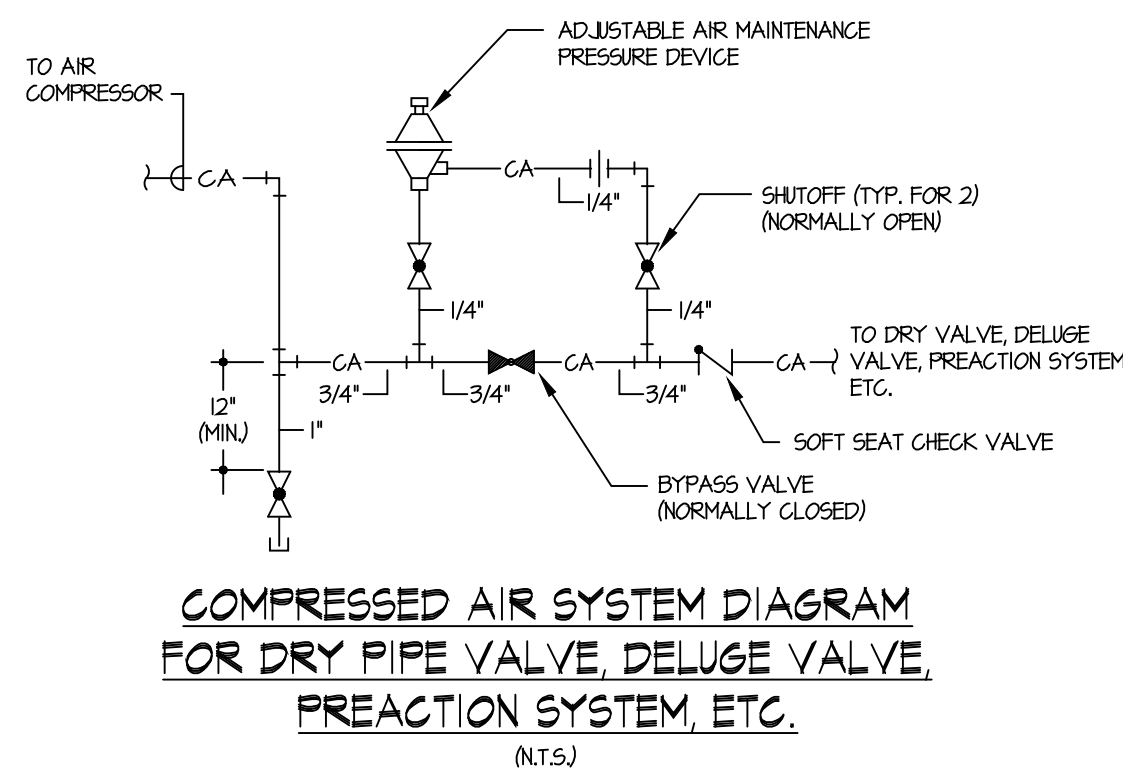 ADJUSTABLE AIR MAINTENANCE
PRESSURE DEVICE
TO AIR
COMPRESSOR
CA
CA
1/4"
SHUTOFF (TYP. FOR 2)
(NORMALLY OPEN)
1/4"
1/4"
TO DRY VALVE, DELUGE
VALVE, PREACTION SYSTEM
ETC.
CA
CA
CA
3/4"
3/4"
3/4"
12"
(MIN.)
1"
SOFT SEAT CHECK VALVE
BYPASS VALVE
(NORMALLY CLOSED)
COMPRESSED AIR SYSTEM DIAGRAM
FOR DRY PIPE VALVE, DELUGE VALVE,
PREACTION SYSTEM, ETC.
(N.T.S.)